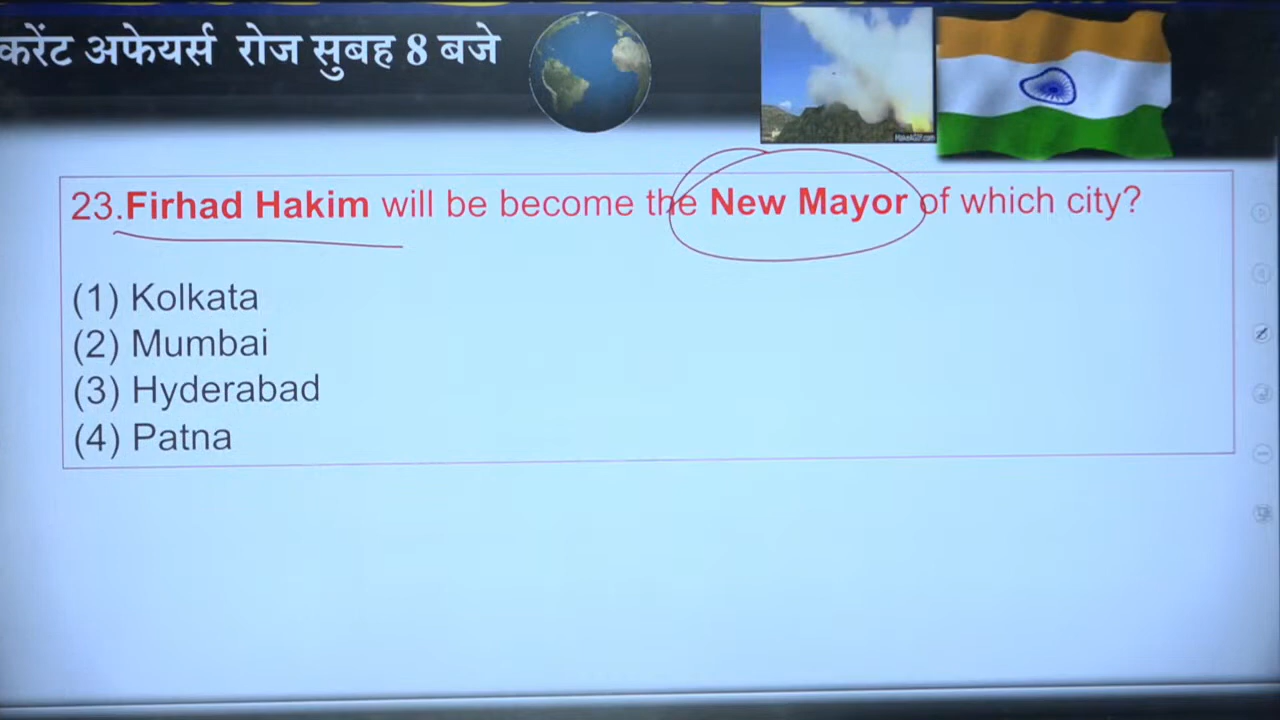 करेंट अफेयर्स रोज सुबह 8 बजे
23.Firhad Hakim will be become the New Mayor of which city?
(1) Kolkata
(2) Mumbai
(3) Hyderabad
(4) Patna